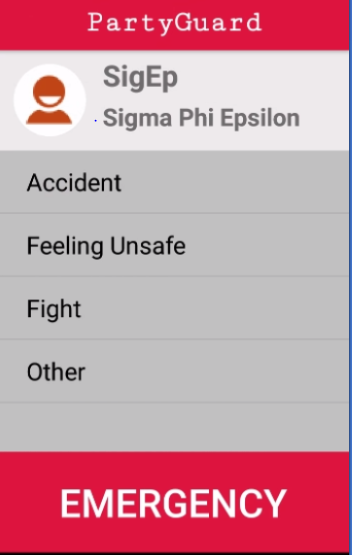 PartyGuard
SigEp
Sigma Phi Epsilon
Accident
Feeling Unsafe
Fight
Other
EMERGENCY